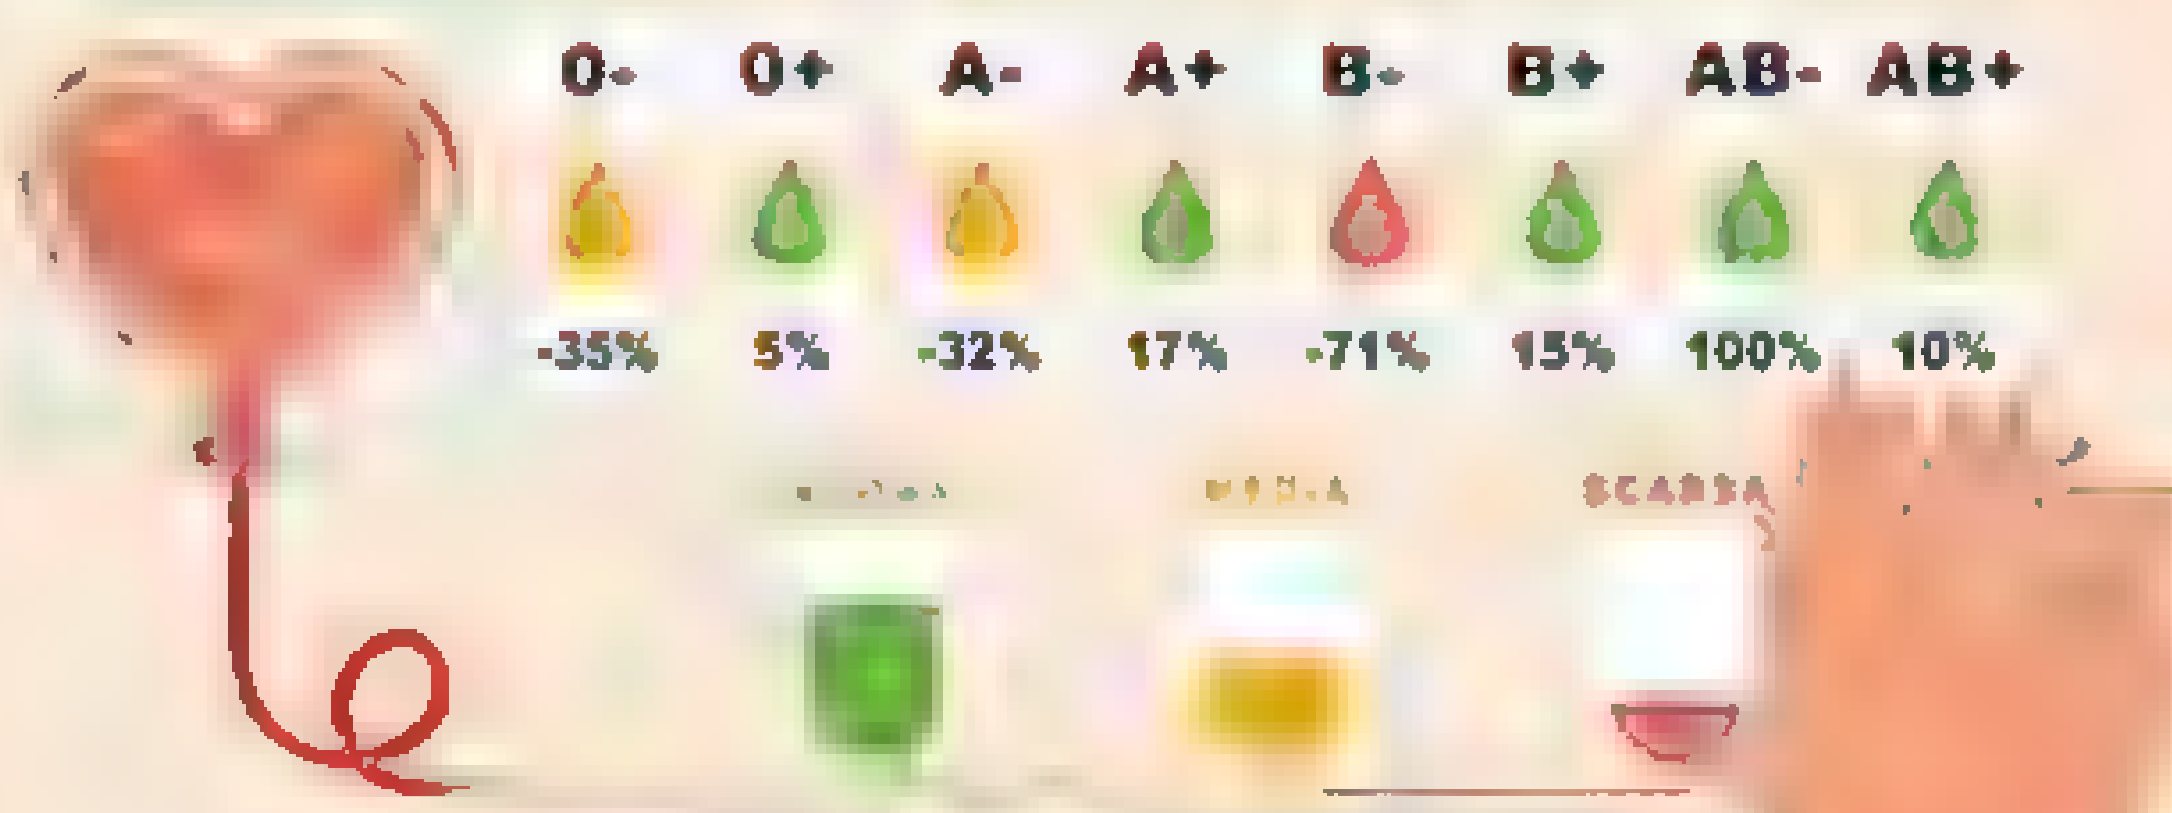 0- 0+ A- A+ B- B+ AB- AB+
-35% 5% -32% 17% -71% 15% 100% 10%
SCARSA